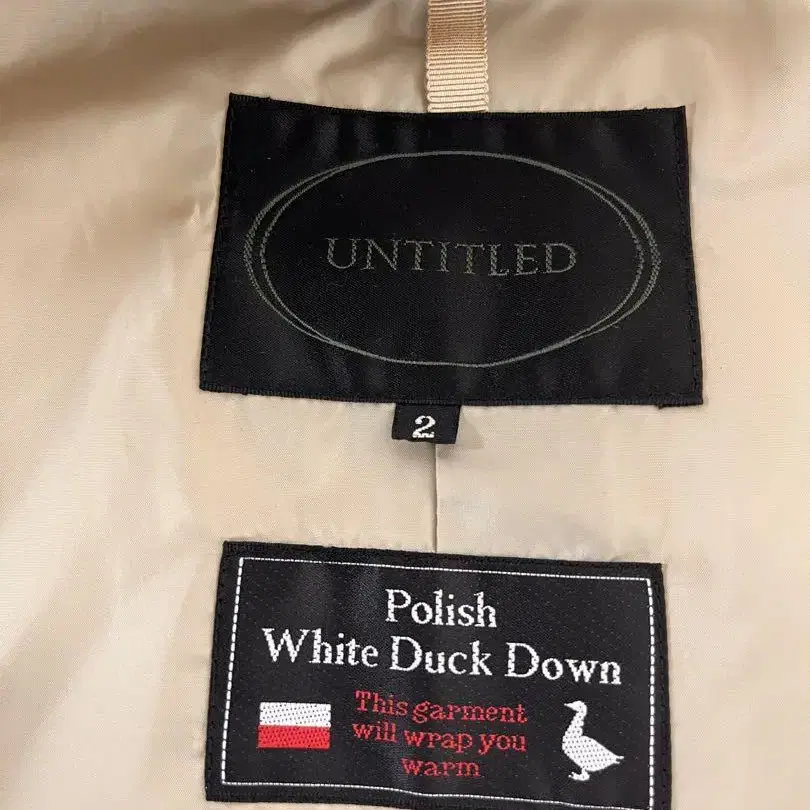 UNTITLED
2
Polish
White Duck Down
This garment
will wrap you
warm